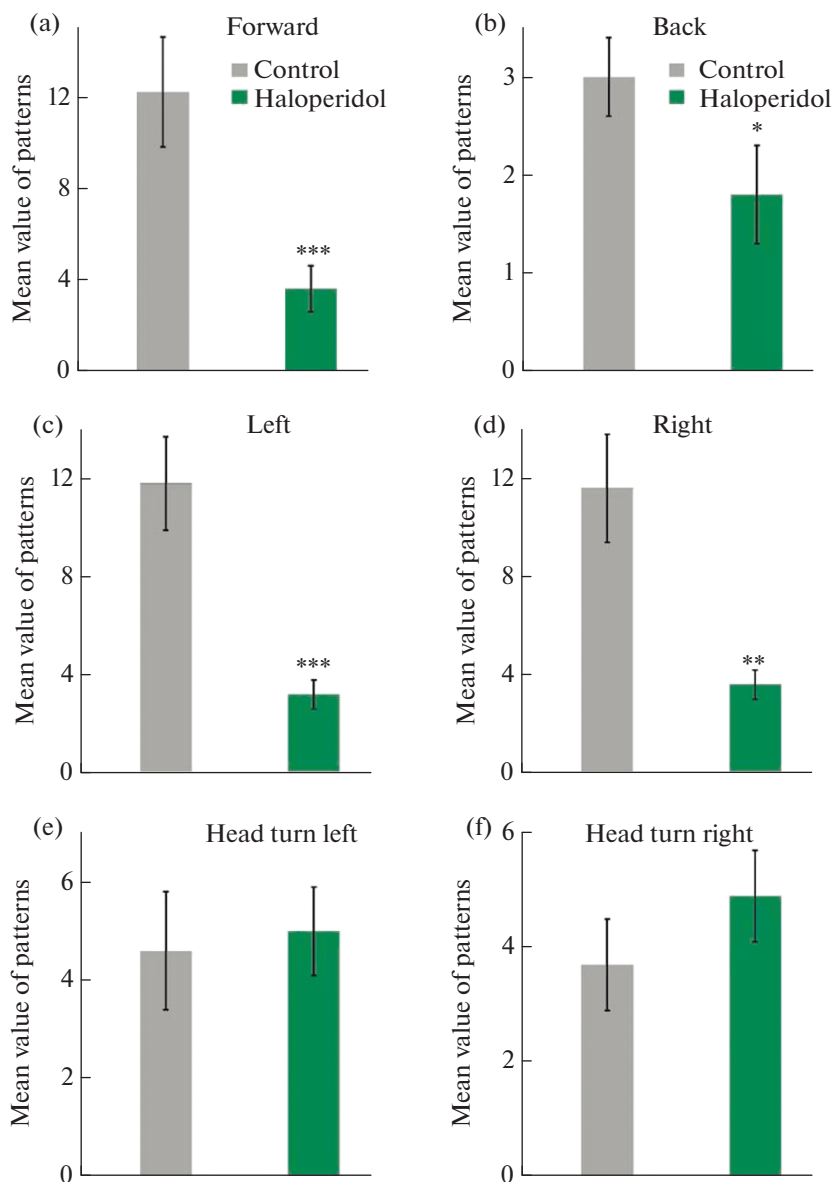 (a) Forward
Control
Haloperidol
Mean value of patterns
12
8
4
0
***
(b) Back
Control
Haloperidol
Mean value of patterns
3
2
1
0
*
(c) Left
Mean value of patterns
12
8
4
0
***
(d) Right
Mean value of patterns
12
8
4
0
**
(e) Head turn left
Mean value of patterns
6
4
2
0
(f) Head turn right
Mean value of patterns
6
4
2
0